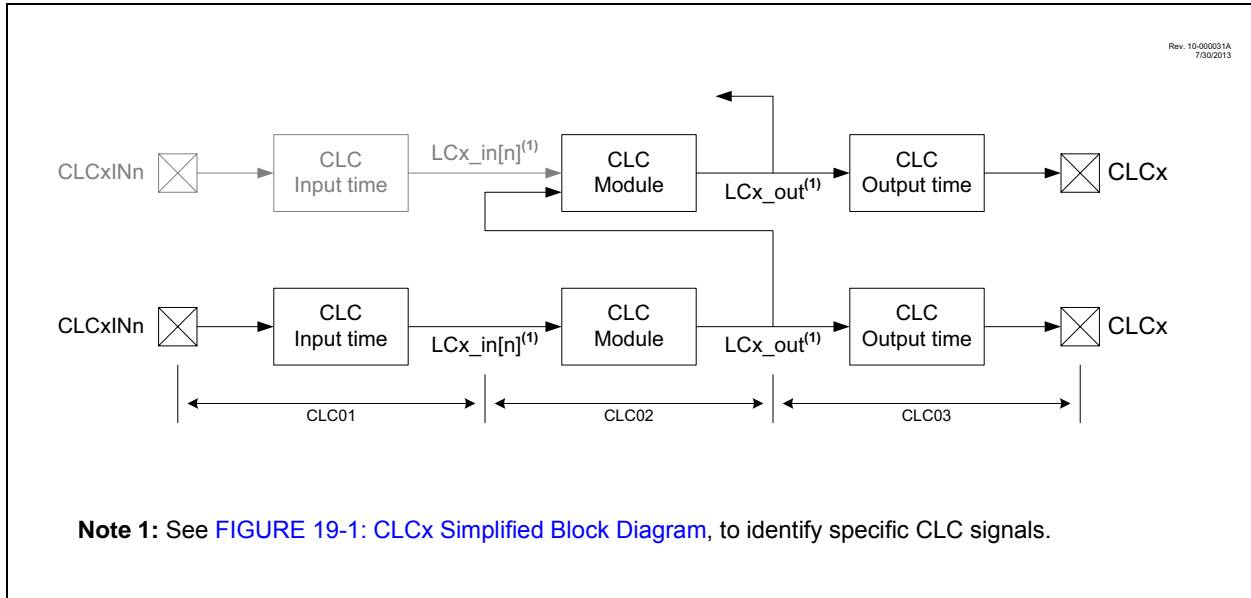 Rev. 10-000031A
7/30/2013
CLCxINn
CLC
Input time
LCx_in[n](1)
CLC
Module
LCx_out(1)
CLC
Output time
CLCx
CLCxINn
CLC
Input time
LCx_in[n](1)
CLC
Module
LCx_out(1)
CLC
Output time
CLCx
CLC01
CLC02
CLC03
Note 1: See FIGURE 19-1: CLCx Simplified Block Diagram, to identify specific CLC signals.